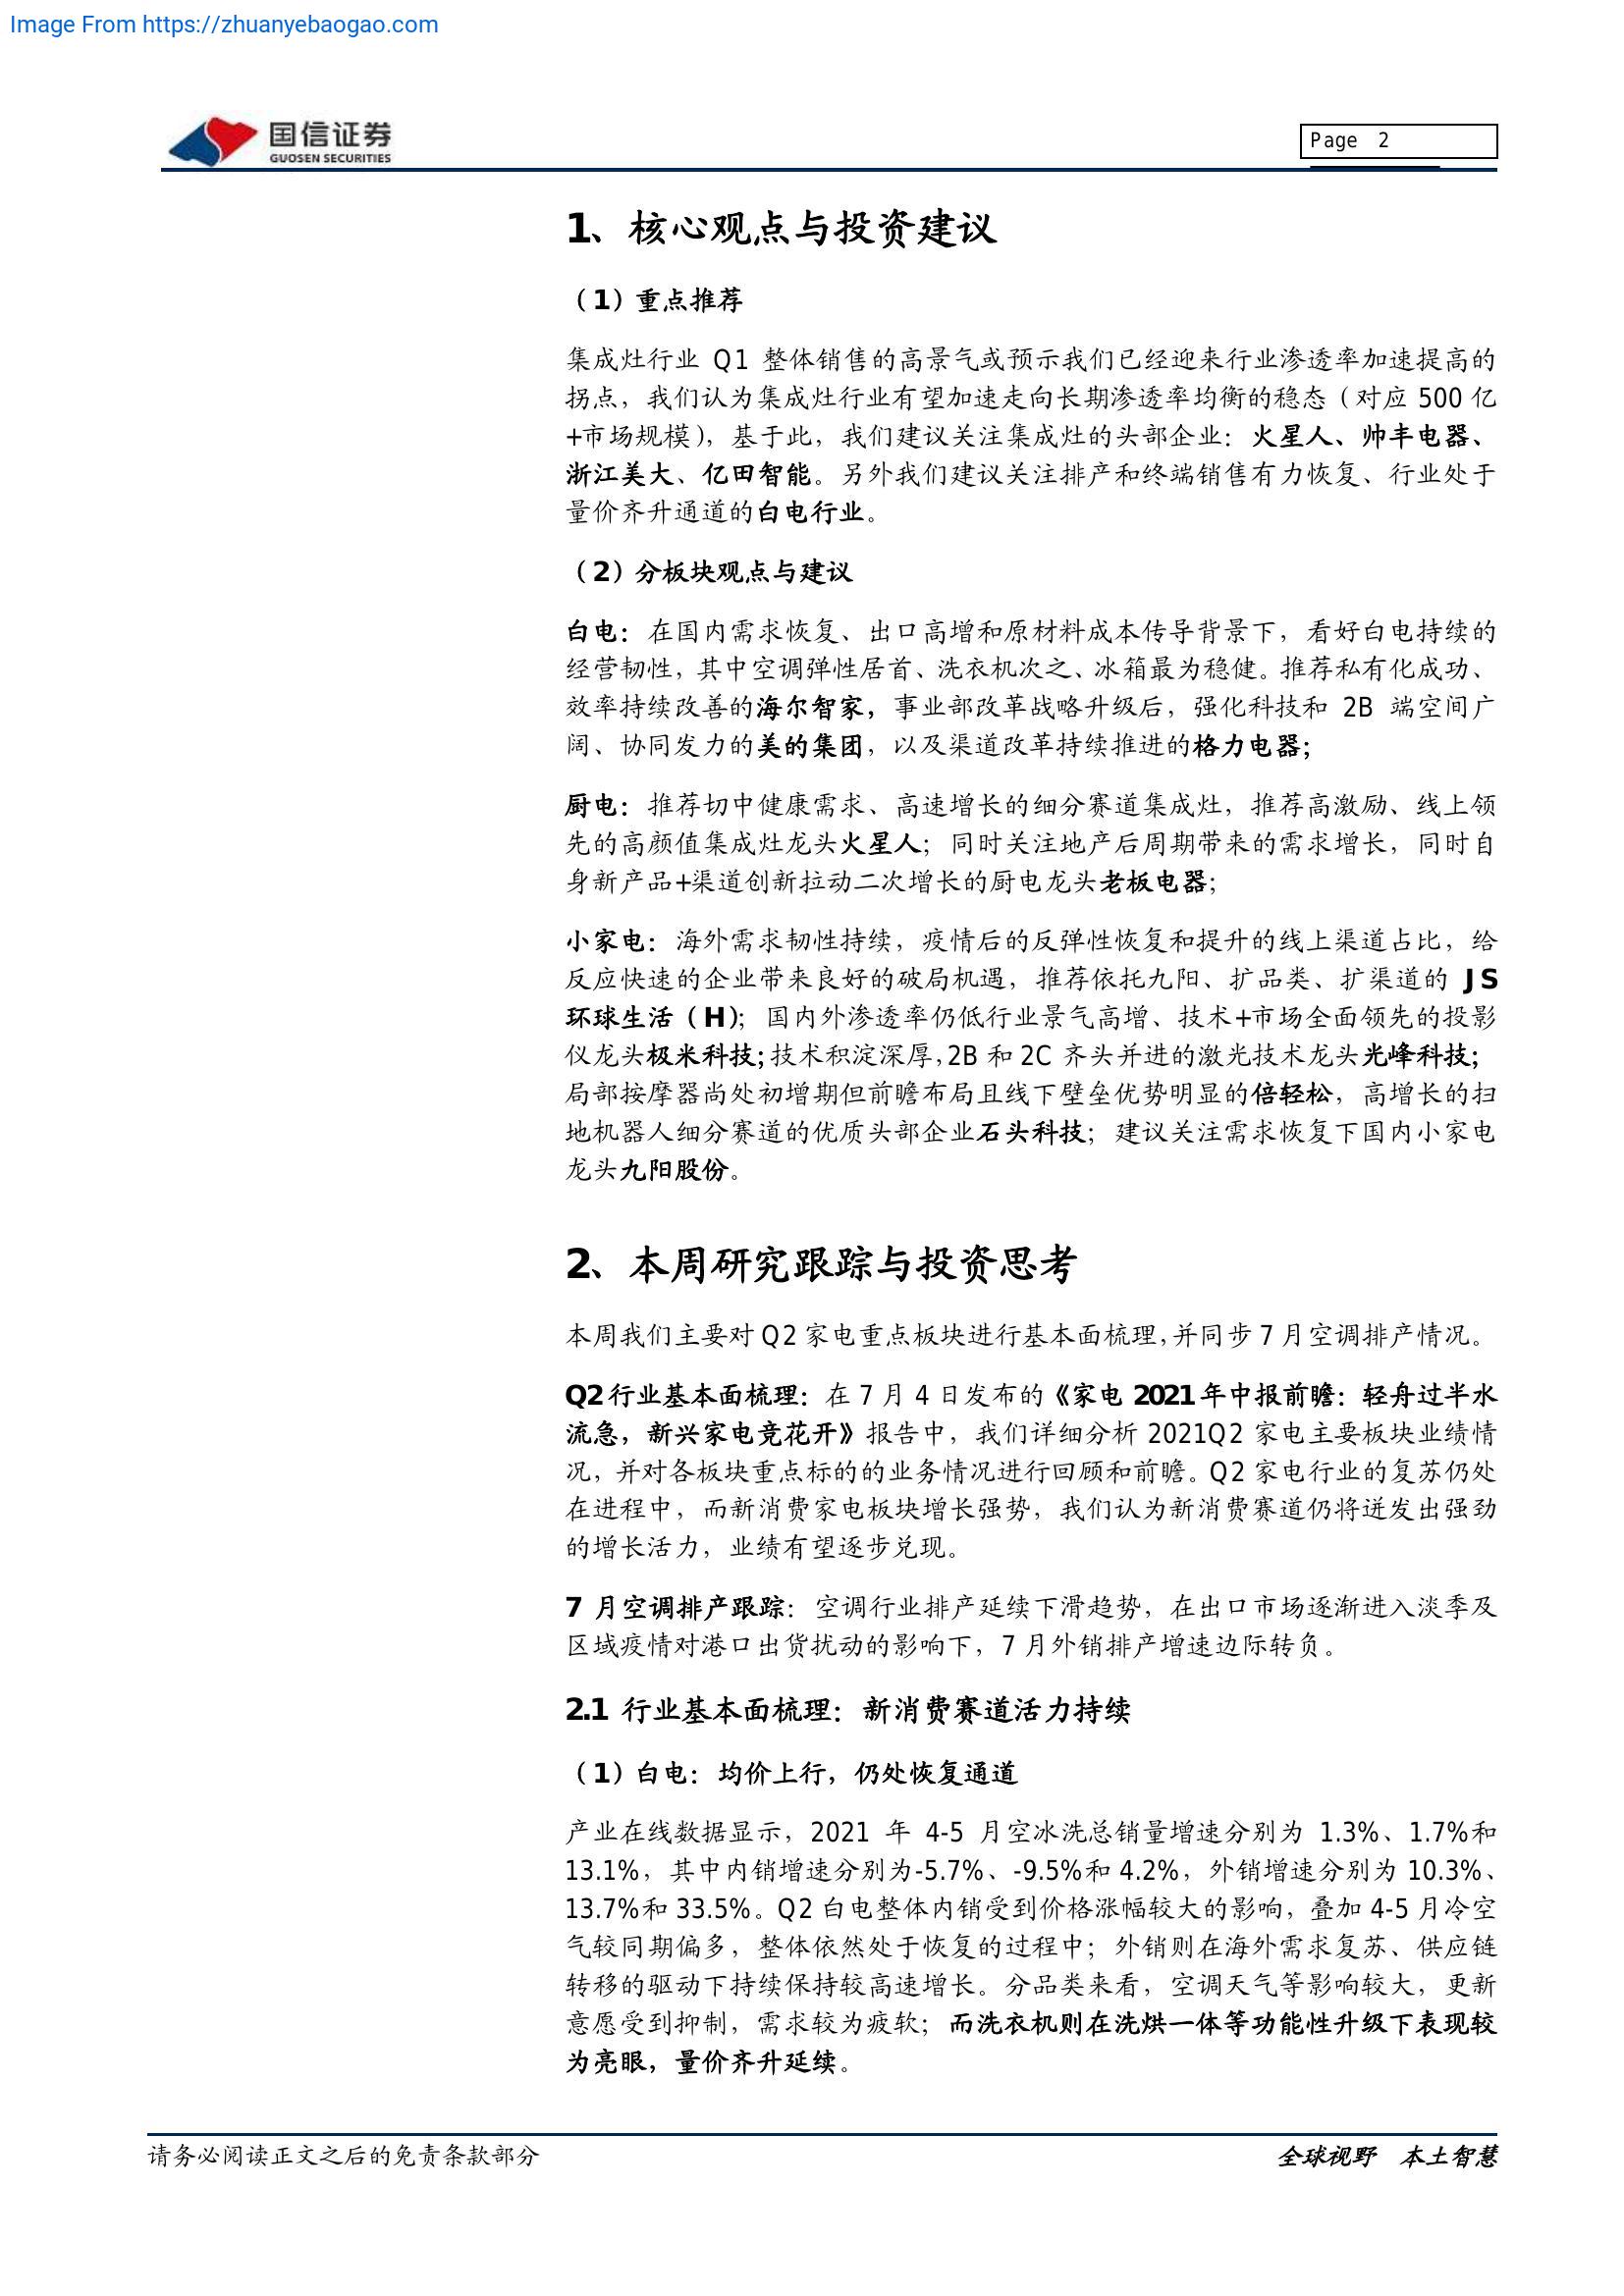 Image From https://zhuanyebaogao.com
国信证券
GUOSEN SECURITIES
Page 2
1、核心观点与投资建议
（1）重点推荐
集成灶行业 Q1 整体销售的高景气或预示我们已经迎来行业渗透率加速提高的
拐点，我们认为集成灶行业有望加速走向长期渗透率均衡的稳态（对应 500 亿
+市场规模），基于此，我们建议关注集成灶的头部企业：火星人、帅丰电器、
浙江美大、亿田智能。另外我们建议关注排产和终端销售有力恢复、行业处于
量价齐升通道的白电行业。
（2）分板块观点与建议
白电：在国内需求恢复、出口高增和原材料成本传导背景下，看好白电持续的
经营韧性，其中空调弹性居首、洗衣机次之、冰箱最为稳健。推荐私有化成功、
效率持续改善的海尔智家，事业部改革战略升级后，强化科技和 2B 端空间广
阔、协同发力的美的集团，以及渠道改革持续推进的格力电器；
厨电：推荐切中健康需求、高速增长的细分赛道集成灶，推荐高激励、线上领
先的高颜值集成灶龙头火星人；同时关注地产后周期带来的需求增长，同时自
身新产品+渠道创新拉动二次增长的厨电龙头老板电器；
小家电：海外需求韧性持续，疫情后的反弹性恢复和提升的线上渠道占比，给
反应快速的企业带来良好的破局机遇，推荐依托九阳、扩品类、扩渠道的 JS
环球生活（H）；国内外渗透率仍低行业景气高增、技术+市场全面领先的投影
仪龙头极米科技；技术积淀深厚，2B 和 2C 齐头并进的激光技术龙头光峰科技；
局部按摩器尚处初增期但前瞻布局且线下壁垒优势明显的倍轻松，高增长的扫
地机器人细分赛道的优质头部企业石头科技；建议关注需求恢复下国内小家电
龙头九阳股份。
2、本周研究跟踪与投资思考
本周我们主要对 Q2 家电重点板块进行基本面梳理，并同步 7 月空调排产情况。
Q2 行业基本面梳理：在 7 月 4 日发布的《家电 2021 年中报前瞻：轻舟过半水
流急，新兴家电竞花开》报告中，我们详细分析 2021Q2 家电主要板块业绩情
况，并对各板块重点标的的业务情况进行回顾和前瞻。Q2 家电行业的复苏仍处
在进程中，而新消费家电板块增长强势，我们认为新消费赛道仍将迸发出强劲
的增长活力，业绩有望逐步兑现。
7 月空调排产跟踪：空调行业排产延续下滑趋势，在出口市场逐渐进入淡季及
区域疫情对港口出货扰动的影响下，7 月外销排产增速边际转负。
2.1 行业基本面梳理：新消费赛道活力持续
（1）白电：均价上行，仍处恢复通道
产业在线数据显示，2021 年 4-5 月空冰洗总销量增速分别为 1.3%、1.7%和
13.1%，其中内销增速分别为-5.7%、-9.5%和 4.2%，外销增速分别为 10.3%、
13.7%和 33.5%。Q2 白电整体内销受到价格涨幅较大的影响，叠加 4-5 月冷空
气较同期偏多，整体依然处于恢复的过程中；外销则在海外需求复苏、供应链
转移的驱动下持续保持较高速增长。分品类来看，空调天气等影响较大，更新
意愿受到抑制，需求较为疲软；而洗衣机则在洗烘一体等功能性升级下表现较
为亮眼，量价齐升延续。
请务必阅读正文之后的免责条款部分
全球视野 本土智慧